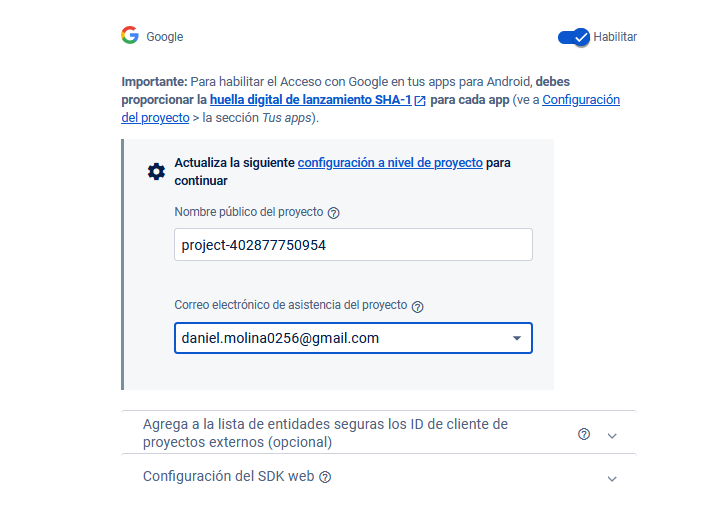 Google
Habilitar
Importante: Para habilitar el Acceso con Google en tus apps para Android, debes
proporcionar la huella digital de lanzamiento SHA-1 para cada app (ve a Configuración
del proyecto > la sección Tus apps).
Actualiza la siguiente configuración a nivel de proyecto para
continuar
Nombre público del proyecto
project-402877750954
Correo electrónico de asistencia del proyecto
daniel.molina0256@gmail.com
Agrega a la lista de entidades seguras los ID de cliente de
proyectos externos (opcional)
Configuración del SDK web